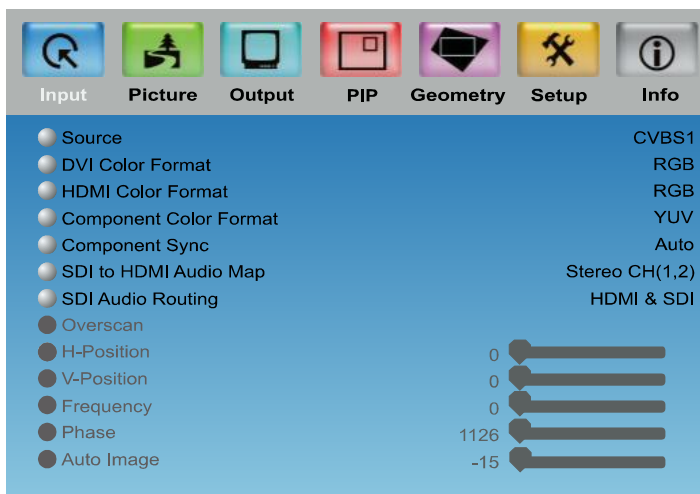 Input Picture Output PIP Geometry Setup Info
Source CVBS1
DVI Color Format RGB
HDMI Color Format RGB
Component Color Format YUV
Component Sync Auto
SDI to HDMI Audio Map Stereo CH(1,2)
SDI Audio Routing HDMI & SDI
Overscan
H-Position 0
V-Position 0
Frequency 0
Phase 1126
Auto Image -15